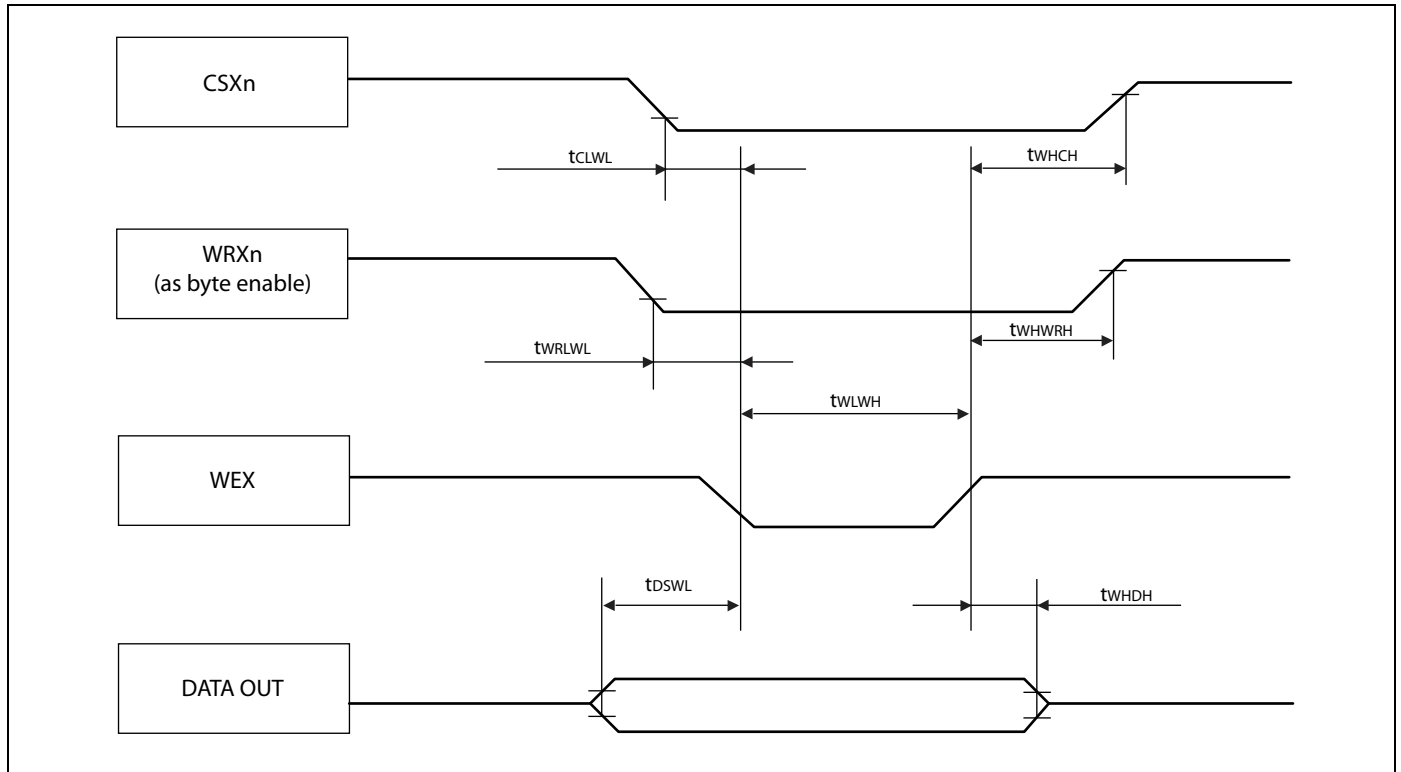 CSXn
tCLWL
tWHCH
WRXn
(as byte enable)
tWHWRH
tWRLWL
tWLWH
WEX
tDSWL
tWHDH
DATA OUT